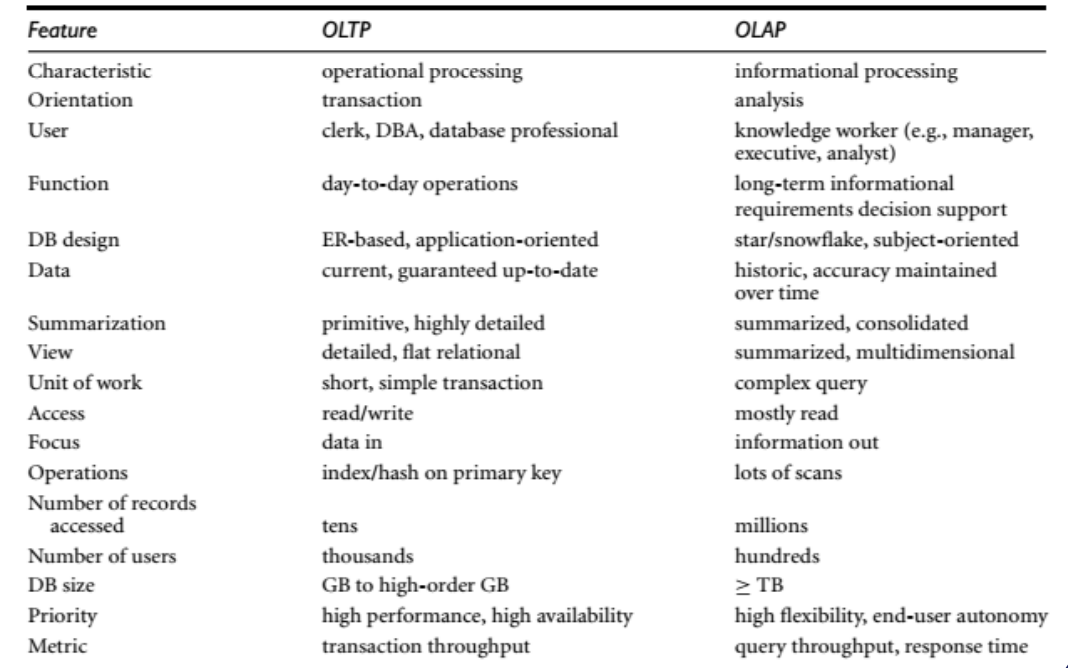 Feature OLTP OLAP
Characteristic operational processing informational processing
Orientation transaction analysis
User clerk, DBA, database professional knowledge worker (e.g., manager,
executive, analyst)
Function day-to-day operations long-term informational
requirements decision support
DB design ER-based, application-oriented star/snowflake, subject-oriented
Data current, guaranteed up-to-date historic, accuracy maintained
over time
Summarization primitive, highly detailed summarized, consolidated
View detailed, flat relational summarized, multidimensional
Unit of work short, simple transaction complex query
Access read/write mostly read
Focus data in information out
Operations index/hash on primary key lots of scans
Number of records
accessed tens millions
Number of users thousands hundreds
DB size GB to high-order GB ≥ TB
Priority high performance, high availability high flexibility, end-user autonomy
Metric transaction throughput query throughput, response time